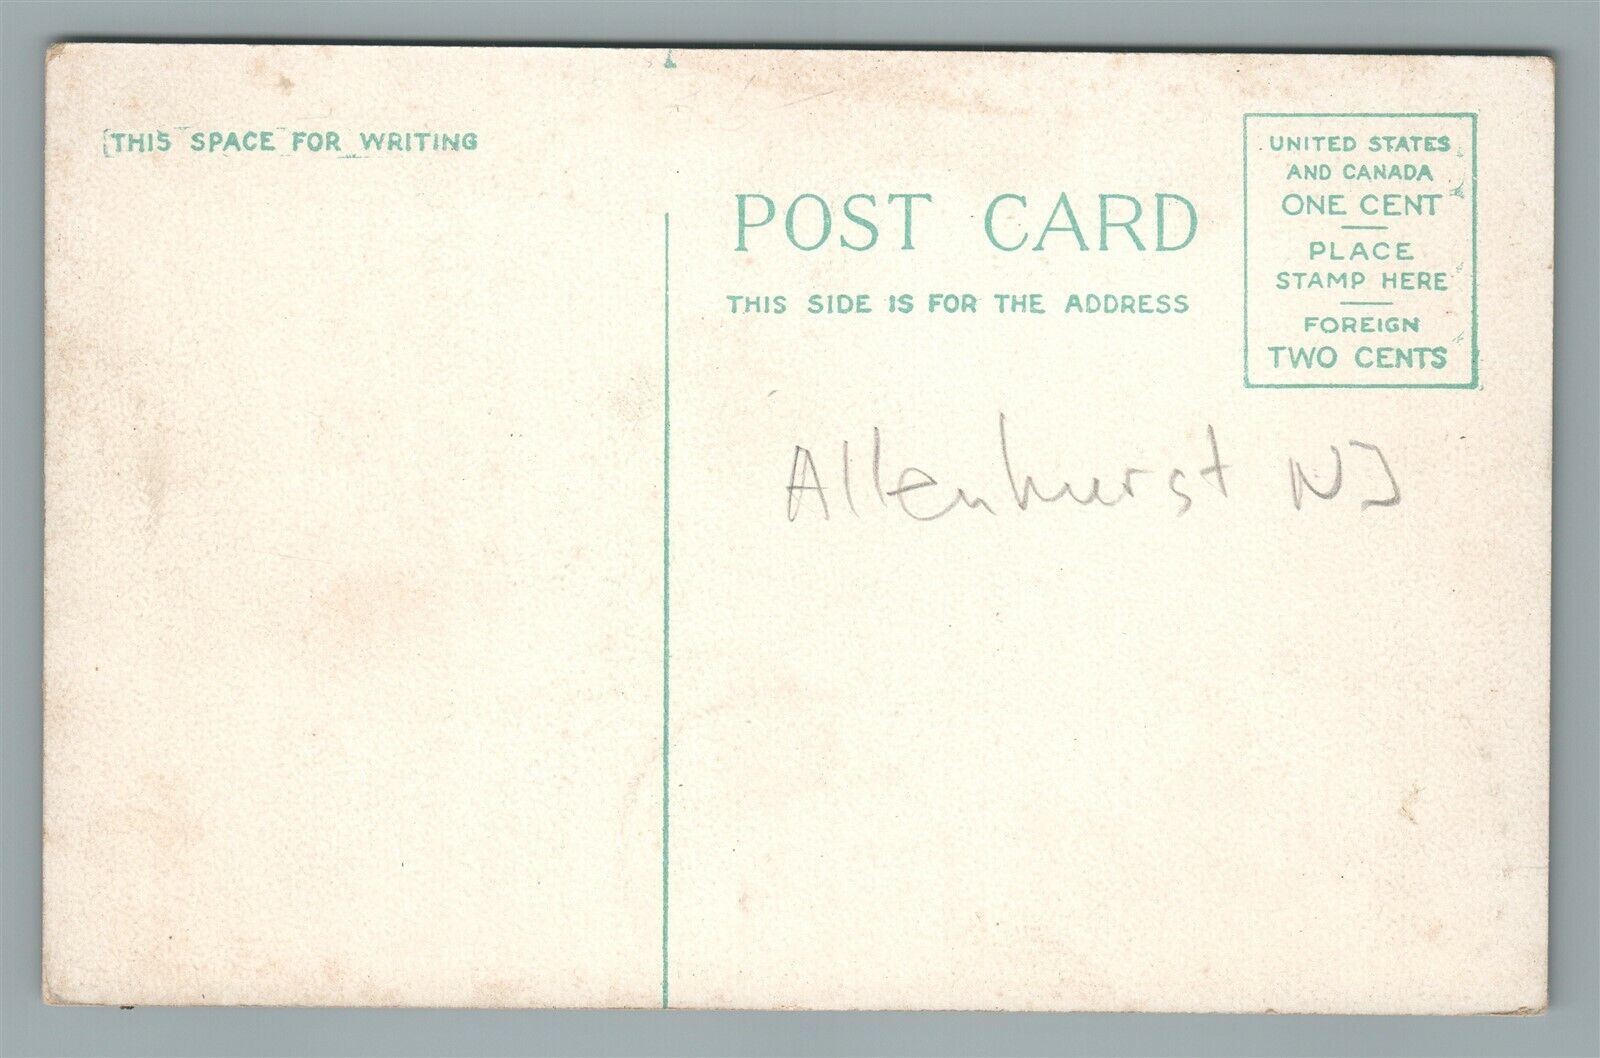 THIS SPACE FOR WRITING
POST CARD
THIS SIDE IS FOR THE ADDRESS
UNITED STATES
AND CANADA
ONE CENT
PLACE
STAMP HERE
FOREIGN
TWO CENTS
Allenhurst NJ